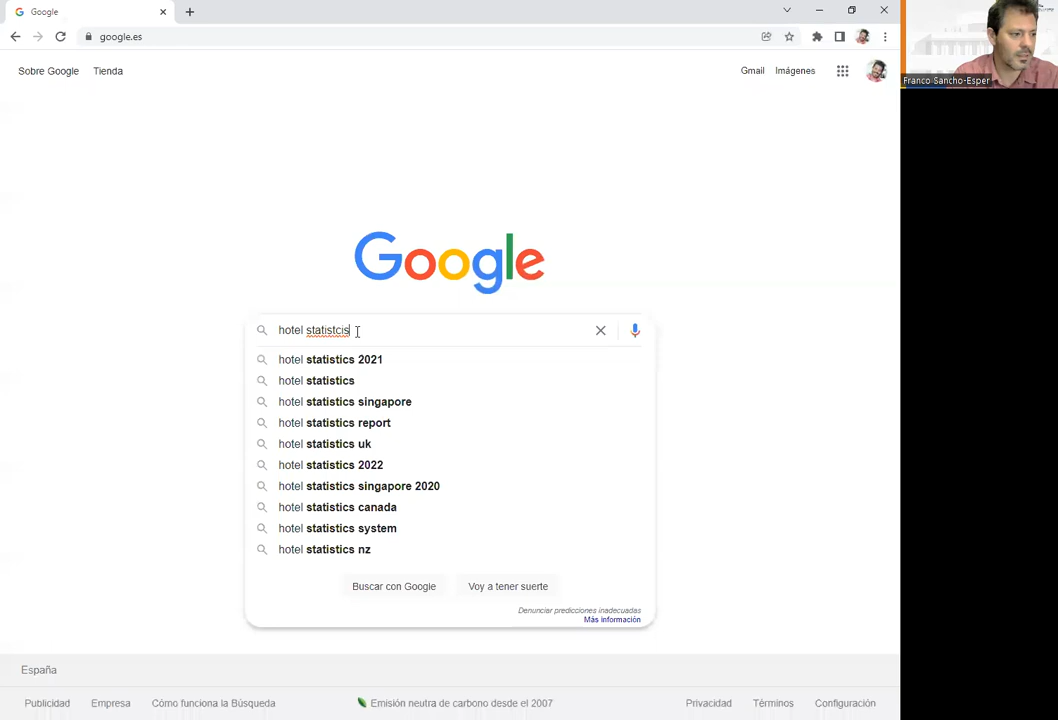 Google
google.es
Sobre Google Tienda
Gmail Imágenes
Franco Sancho-Esper
Google
hotel statistcis
hotel statistics 2021
hotel statistics
hotel statistics singapore
hotel statistics report
hotel statistics uk
hotel statistics 2022
hotel statistics singapore 2020
hotel statistics canada
hotel statistics system
hotel statistics nz
Buscar con Google Voy a tener suerte
Denunciar predicciones inadecuadas
Más información
España
Publicidad Empresa Cómo funciona la Búsqueda Emisión neutra de carbono desde el 2007 Privacidad Términos Configuración